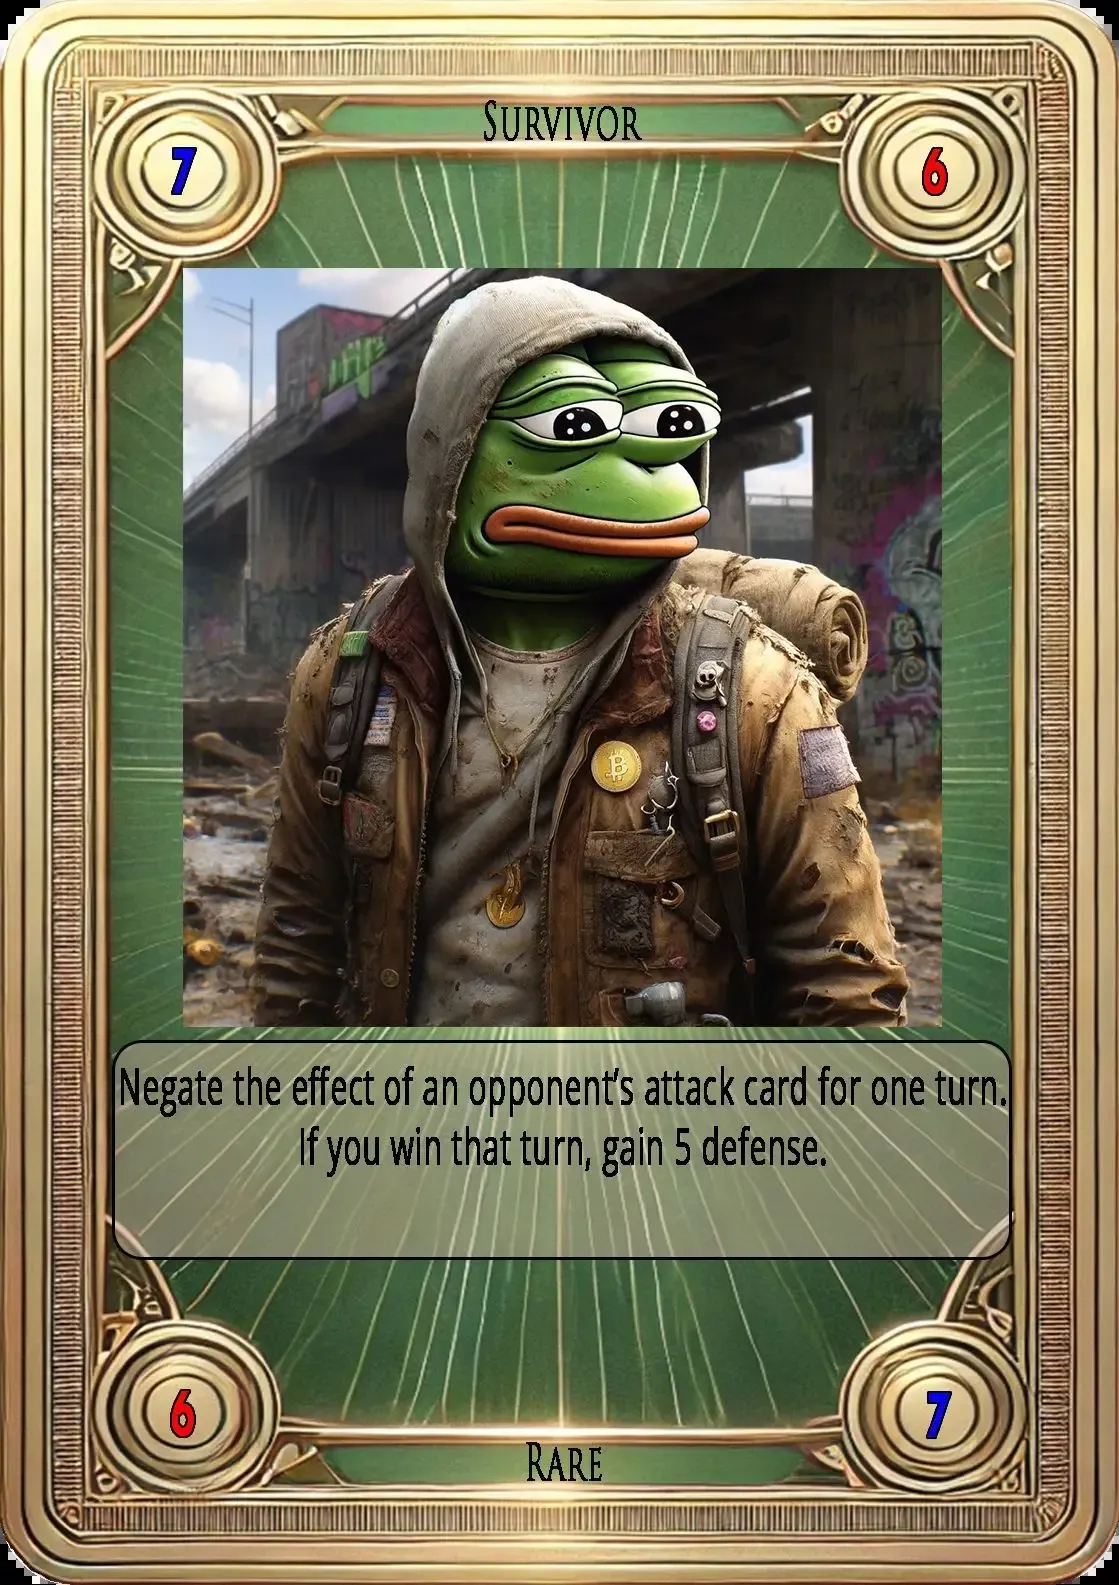 Survivor
7
6
Negate the effect of an opponent's attack card for one turn.
If you win that turn, gain 5 defense.
6
7
Rare